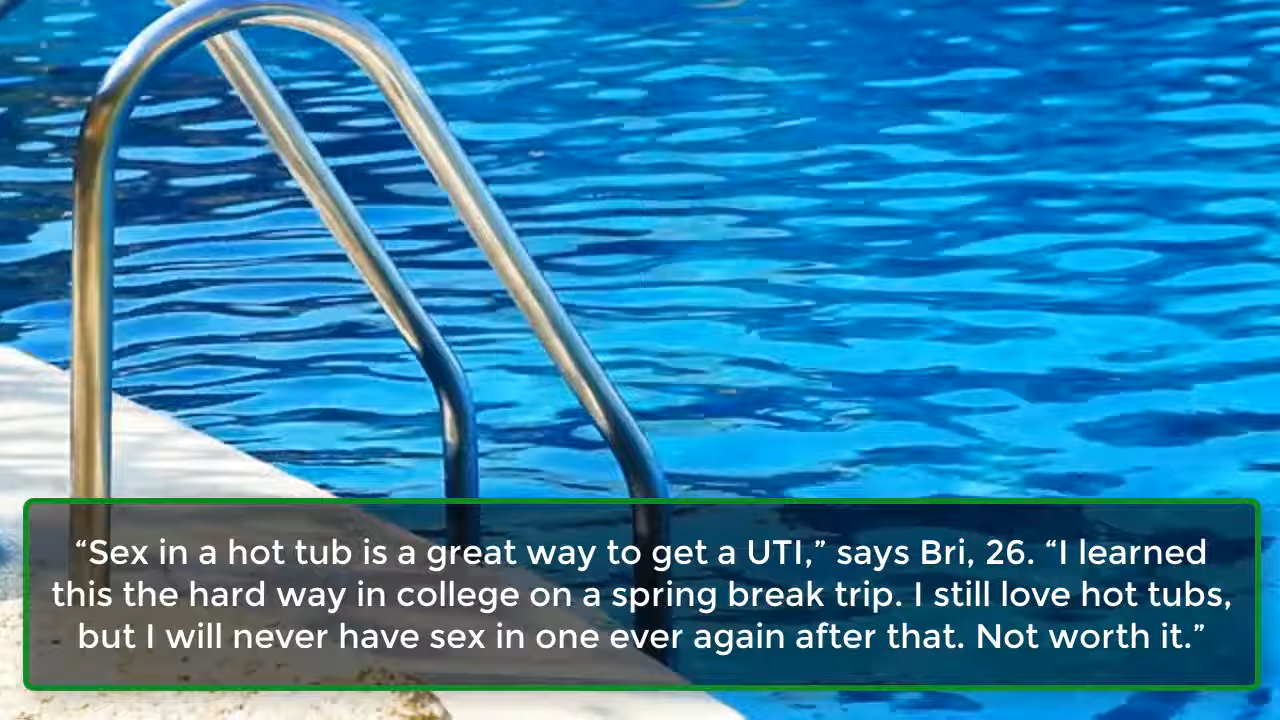 “Sex in a hot tub is a great way to get a UTI,” says Bri, 26. “I learned
this the hard way in college on a spring break trip. I still love hot tubs,
but I will never have sex in one ever again after that. Not worth it.”